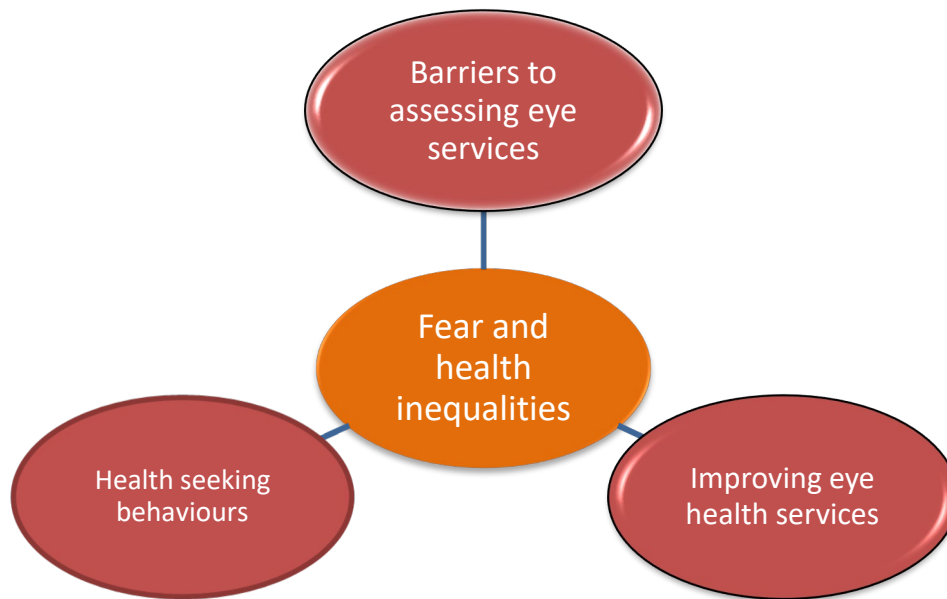 Barriers to
assessing eye
services
Fear and
health
inequalities
Health seeking
behaviours
Improving eye
health services